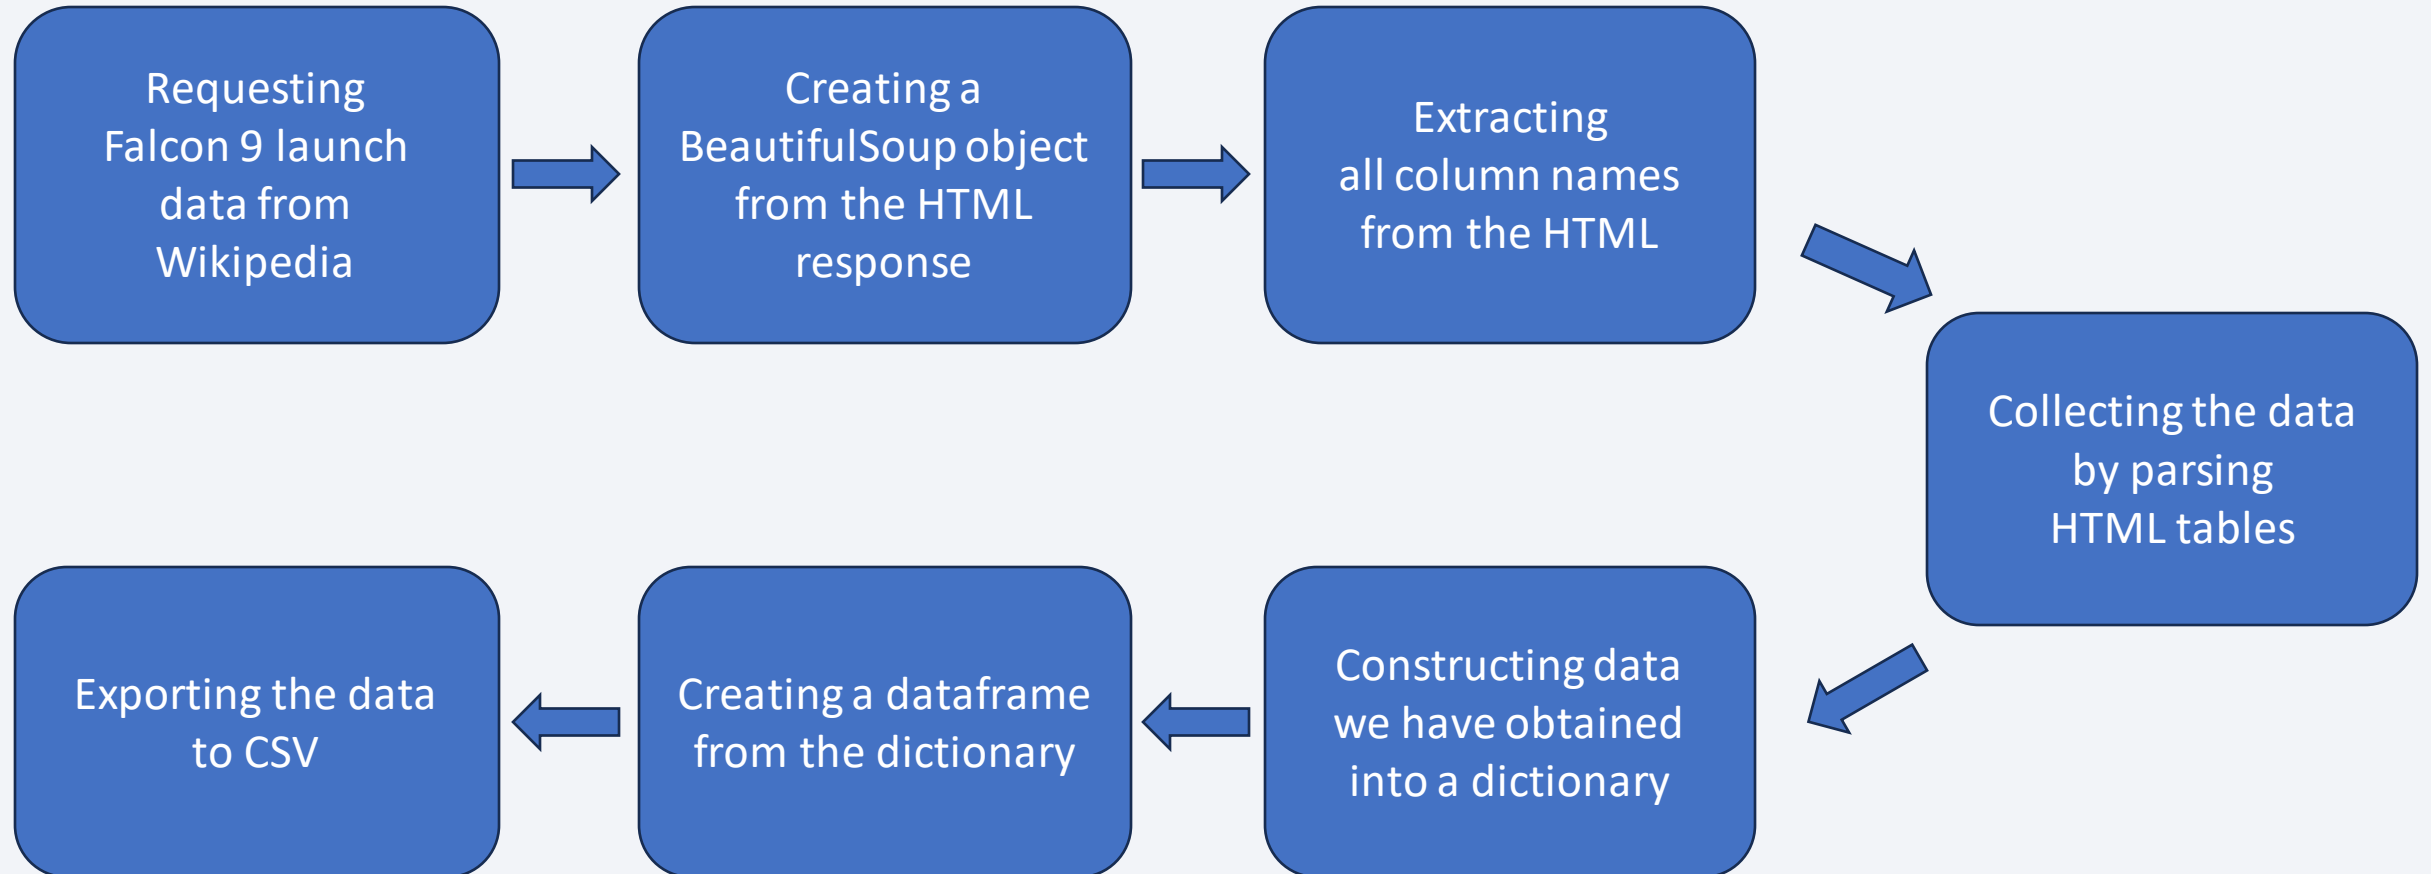 Requesting
Falcon 9 launch
data from
Wikipedia
Creating a
BeautifulSoup object
from the HTML
response
Extracting
all column names
from the HTML
Collecting the data
by parsing
HTML tables
Constructing data
we have obtained
into a dictionary
Creating a dataframe
from the dictionary
Exporting the data
to CSV